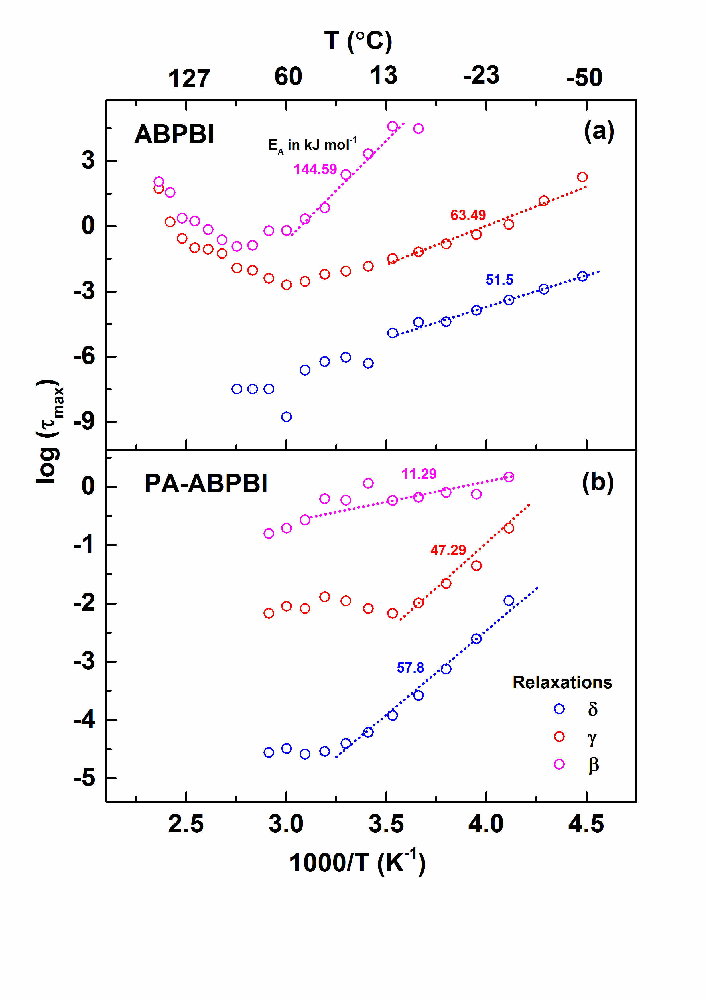 T (°C)
127 60 13 -23 -50
ABPBI
(a)
E_A in kJ mol^-1
144.59
63.49
51.5
3
0
-3
-6
-9
log (τ_max)
PA-ABPBI
(b)
11.29
47.29
57.8
0
-1
-2
-3
-4
-5
Relaxations
δ
γ
β
2.5 3.0 3.5 4.0 4.5
1000/T (K^-1)